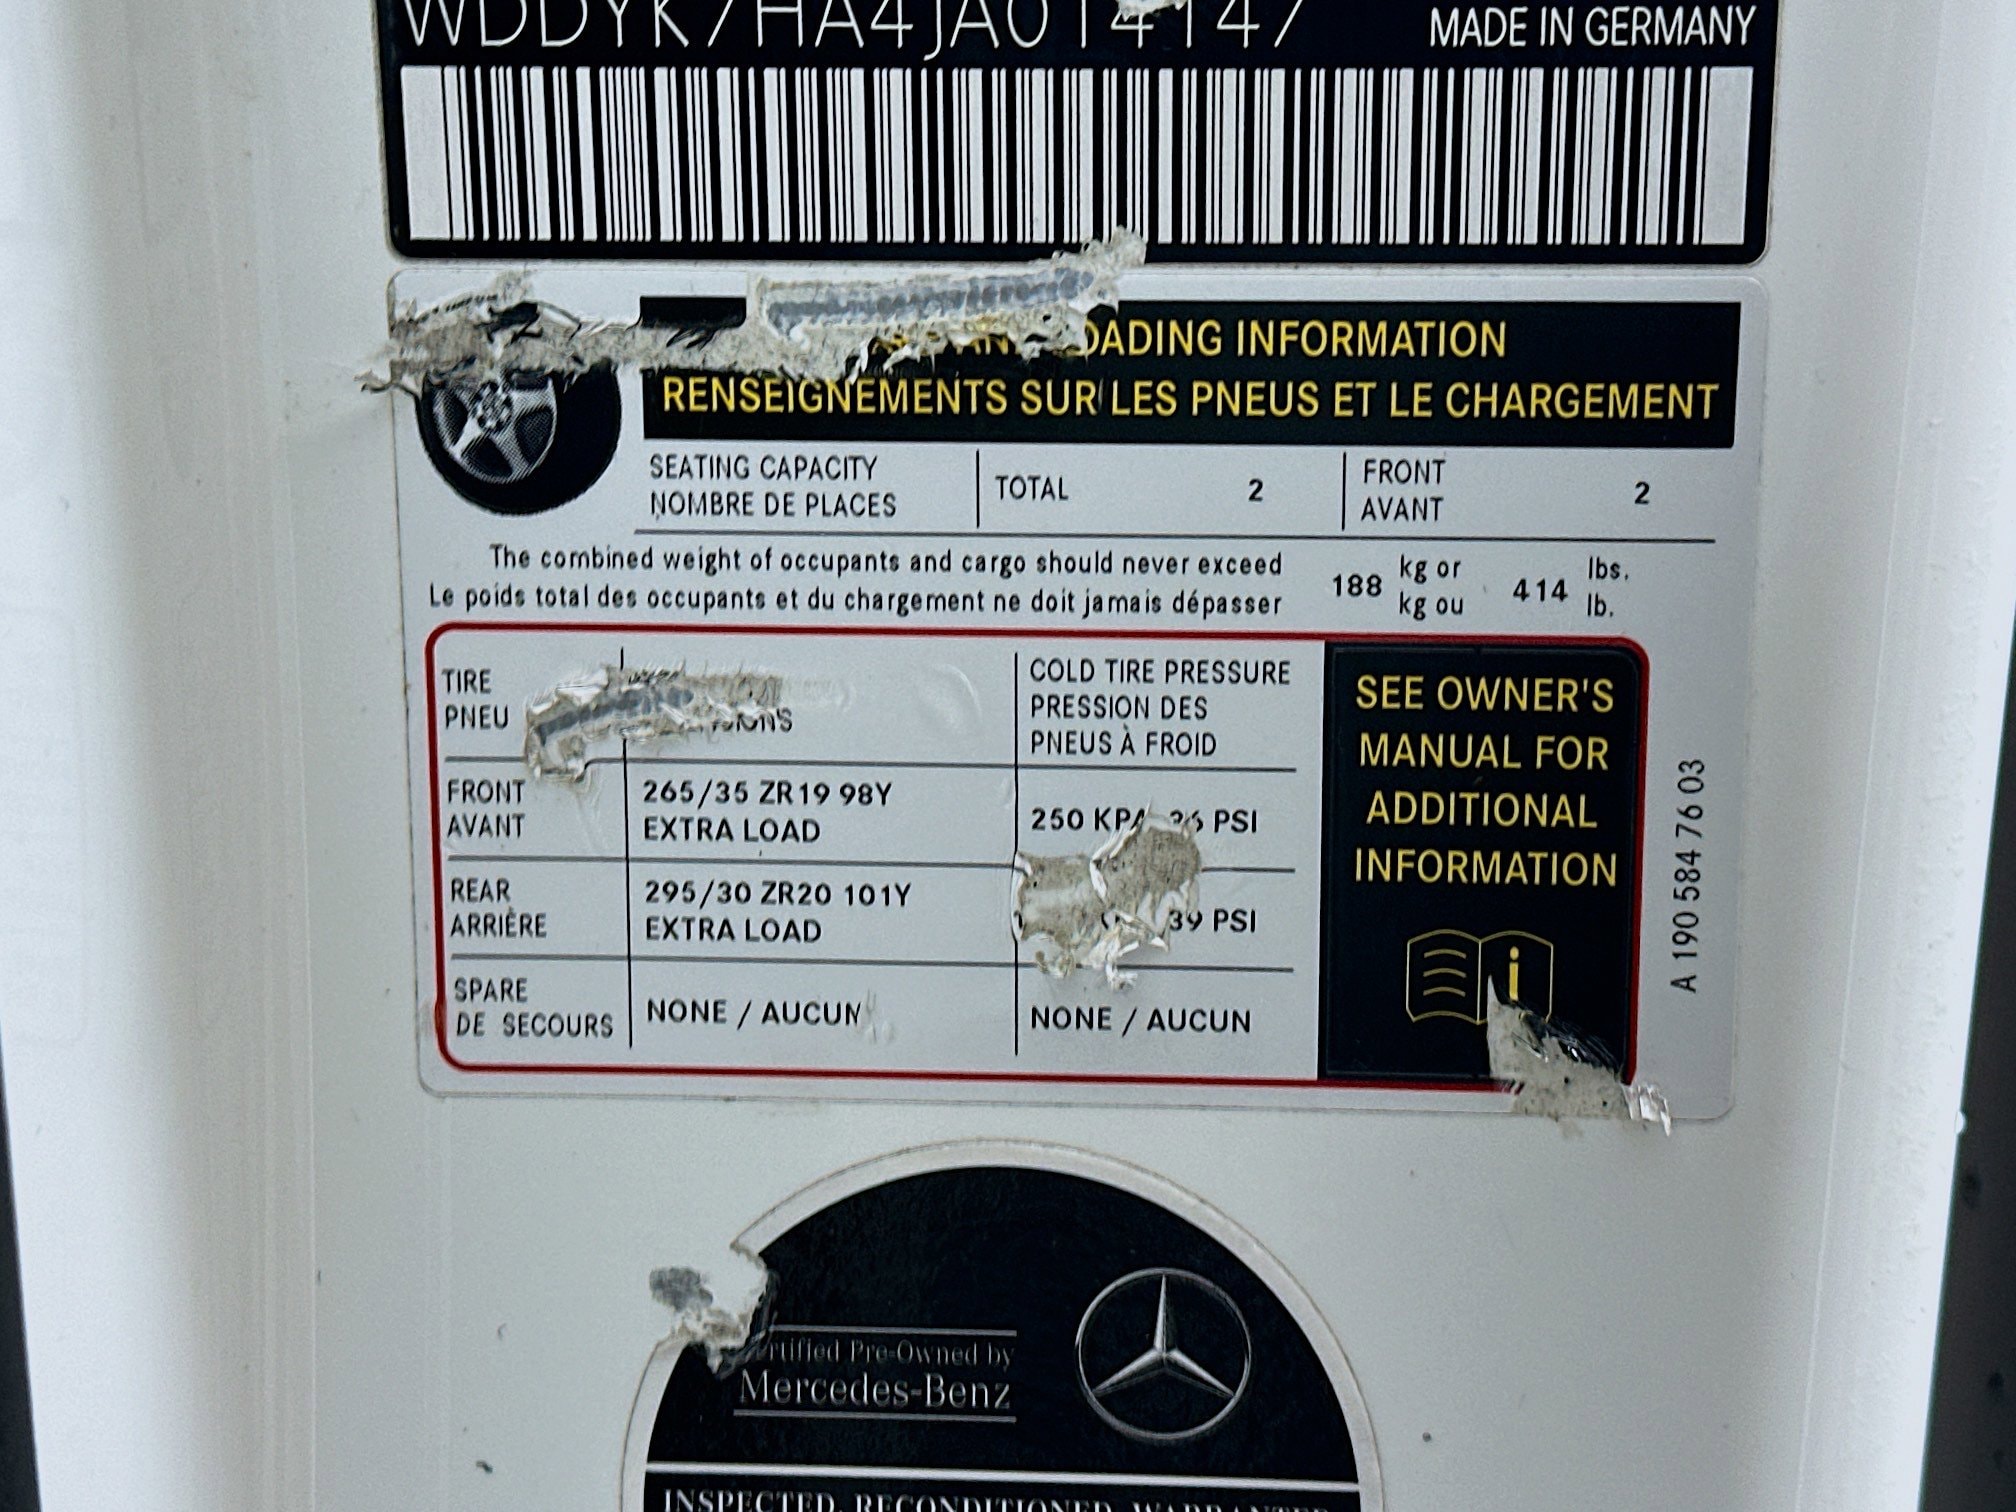 WDDYK7HA4JA014147
MADE IN GERMANY
LOADING INFORMATION
RENSEIGNEMENTS SUR LES PNEUS ET LE CHARGEMENT
SEATING CAPACITY
NOMBRE DE PLACES
TOTAL 2
FRONT
AVANT
2
The combined weight of occupants and cargo should never exceed
Le poids total des occupants et du chargement ne doit jamais dépasser
188
kg or
kg ou
414
lbs.
lb.
TIRE
PNEU
COLD TIRE PRESSURE
PRESSION DES
PNEUS À FROID
FRONT
AVANT
265/35 ZR19 98Y
EXTRA LOAD
250 KPA 36 PSI
REAR
ARRIÈRE
295/30 ZR20 101Y
EXTRA LOAD
39 PSI
SPARE
DE SECOURS
NONE / AUCUN
NONE / AUCUN
SEE OWNER'S
MANUAL FOR
ADDITIONAL
INFORMATION
A 190 584 76 03
Certified Pre-Owned by
Mercedes-Benz
INSPECTED, RECONDITIONED, WARRANTED